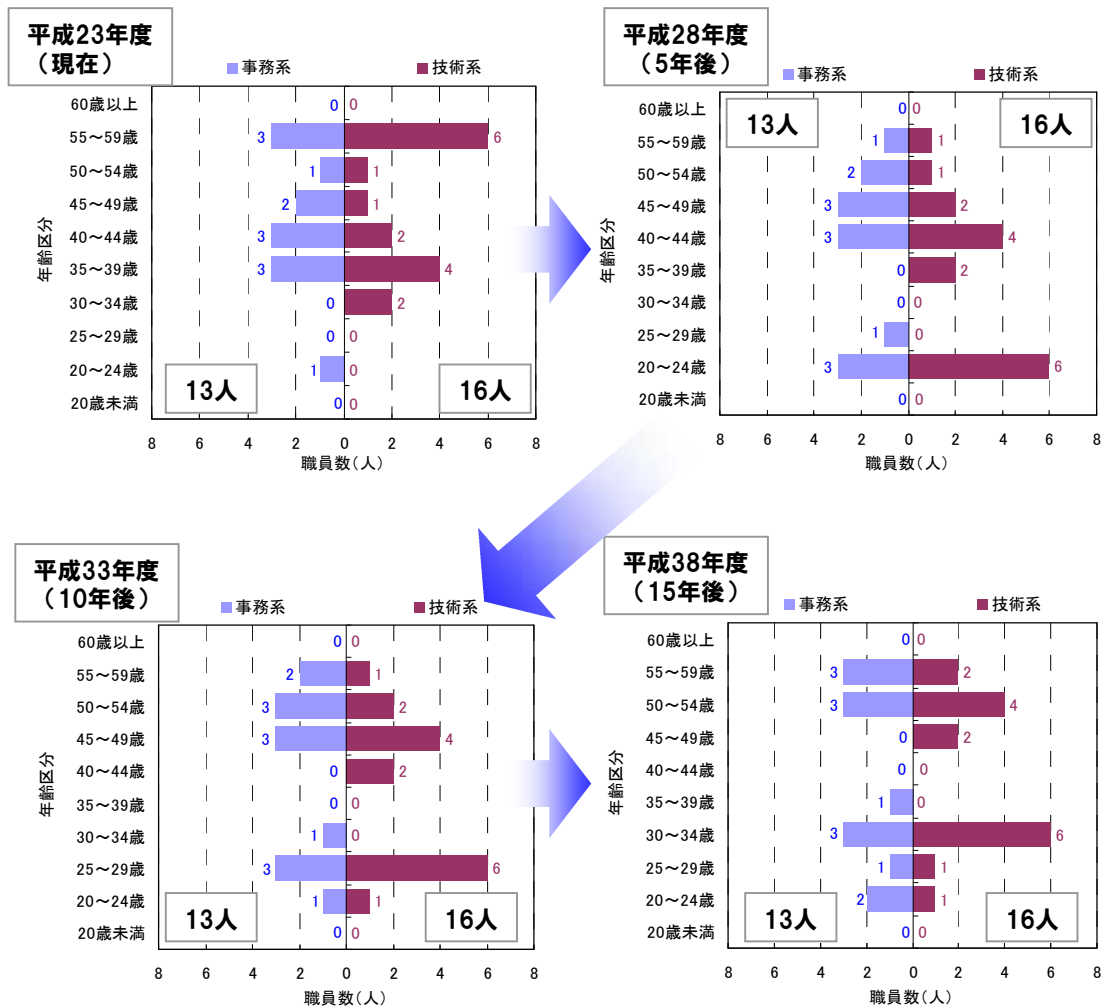 平成23年度
（現在）
■事務系 ■技術系
60歳以上 0 0
55～59歳 3 6
50～54歳 1 1
45～49歳 2 1
40～44歳 3 2
35～39歳 3 4
30～34歳 0 2
25～29歳 0 0
20～24歳 1 0
20歳未満 0 0
年齢区分
13人 16人
8 6 4 2 0 2 4 6 8
職員数（人）
平成28年度
（5年後）
■事務系 ■技術系
60歳以上 0 0
55～59歳 1 1
50～54歳 2 1
45～49歳 3 2
40～44歳 3 4
35～39歳 0 2
30～34歳 0 0
25～29歳 1 0
20～24歳 3 6
20歳未満 0 0
年齢区分
13人 16人
8 6 4 2 0 2 4 6 8
職員数（人）
平成33年度
（10年後）
■事務系 ■技術系
60歳以上 0 0
55～59歳 2 1
50～54歳 3 2
45～49歳 3 4
40～44歳 0 2
35～39歳 0 0
30～34歳 1 0
25～29歳 3 6
20～24歳 1 1
20歳未満 0 0
年齢区分
13人 16人
8 6 4 2 0 2 4 6 8
職員数（人）
平成38年度
（15年後）
■事務系 ■技術系
60歳以上 0 0
55～59歳 3 2
50～54歳 3 4
45～49歳 0 2
40～44歳 0 0
35～39歳 1 0
30～34歳 3 6
25～29歳 1 1
20～24歳 2 1
20歳未満 0 0
年齢区分
13人 16人
8 6 4 2 0 2 4 6 8
職員数（人）